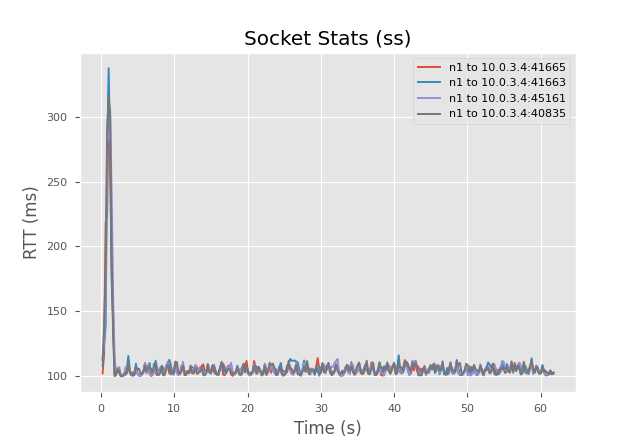 Socket Stats (ss)
n1 to 10.0.3.4:41665
n1 to 10.0.3.4:41663
n1 to 10.0.3.4:45161
n1 to 10.0.3.4:40835
RTT (ms)
300
250
200
150
100
0 10 20 30 40 50 60
Time (s)